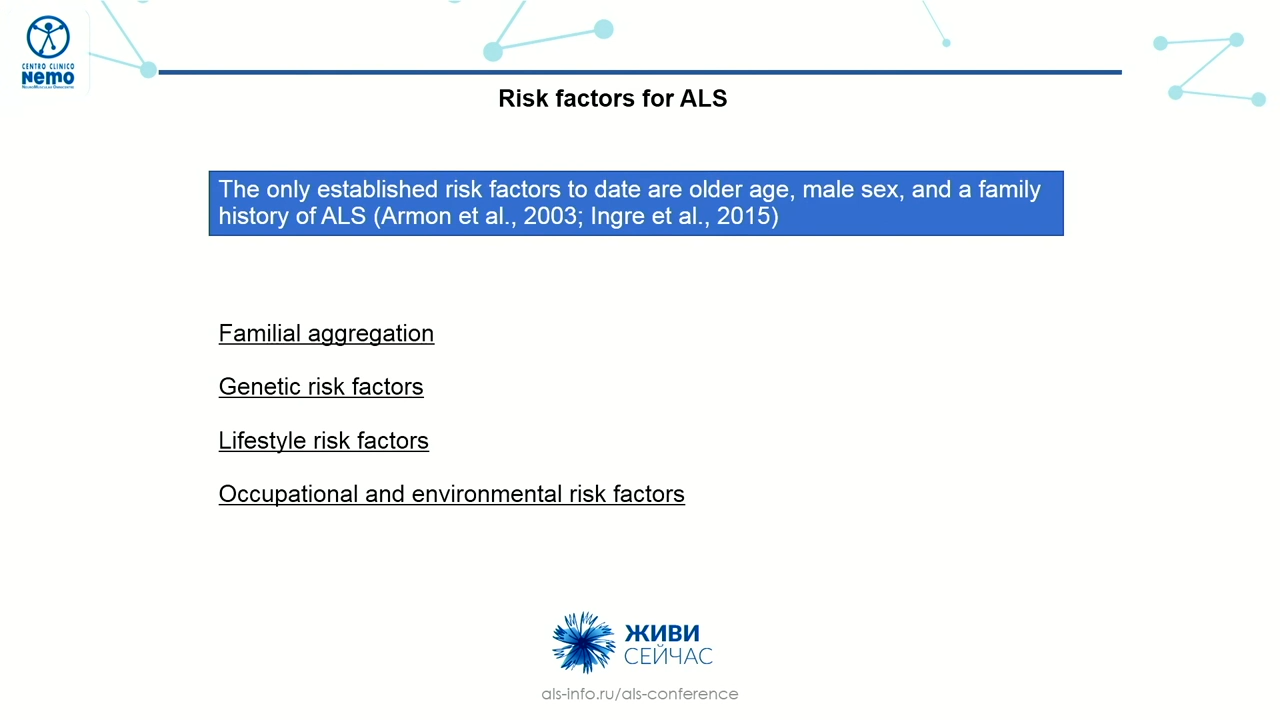 CENTRO CLINICO
Nemo
NEUROMUSCULAR OMNICENTRE
Risk factors for ALS
The only established risk factors to date are older age, male sex, and a family
history of ALS (Armon et al., 2003; Ingre et al., 2015)
Familial aggregation
Genetic risk factors
Lifestyle risk factors
Occupational and environmental risk factors
ЖИВИ
СЕЙЧАС
als-info.ru/als-conference